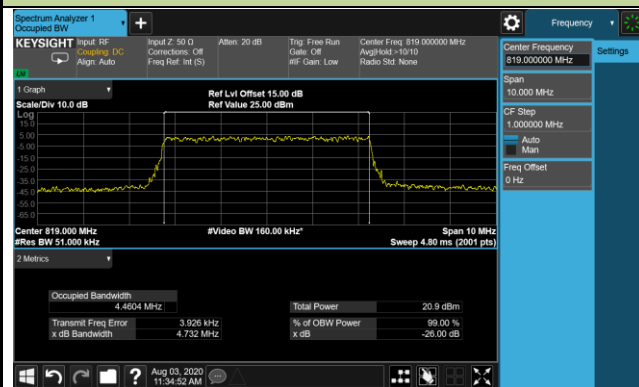 Spectrum Analyzer 1
Occupied BW
+
Frequency
KEYSIGHT
Input: RF
Coupling: DC
Align: Auto
Input Z: 50 Ω
Corrections: Off
Freq Ref: Int (S)
Atten: 20 dB
Trig: Free Run
Gate: Off
#IF Gain: Low
Center Freq: 819.000000 MHz
Avg|Hold:>10/10
Radio Std: None
LXI
Center Frequency
819.000000 MHz
Settings
Span
10.000 MHz
CF Step
1.000000 MHz
Auto
Man
Freq Offset
0 Hz
1 Graph
Scale/Div 10.0 dB
Ref Lvl Offset 15.00 dB
Ref Value 25.00 dBm
Log
15.0
5.00
-5.00
-15.0
-25.0
-35.0
-45.0
-55.0
-65.0
Center 819.000 MHz
#Video BW 160.00 kHz*
Span 10 MHz
#Res BW 51.000 kHz
Sweep 4.80 ms (2001 pts)
2 Metrics
Occupied Bandwidth
4.4604 MHz
Total Power 20.9 dBm
Transmit Freq Error 3.926 kHz
% of OBW Power 99.00 %
x dB Bandwidth 4.732 MHz
x dB -26.00 dB
?
Aug 03, 2020
11:34:52 AM